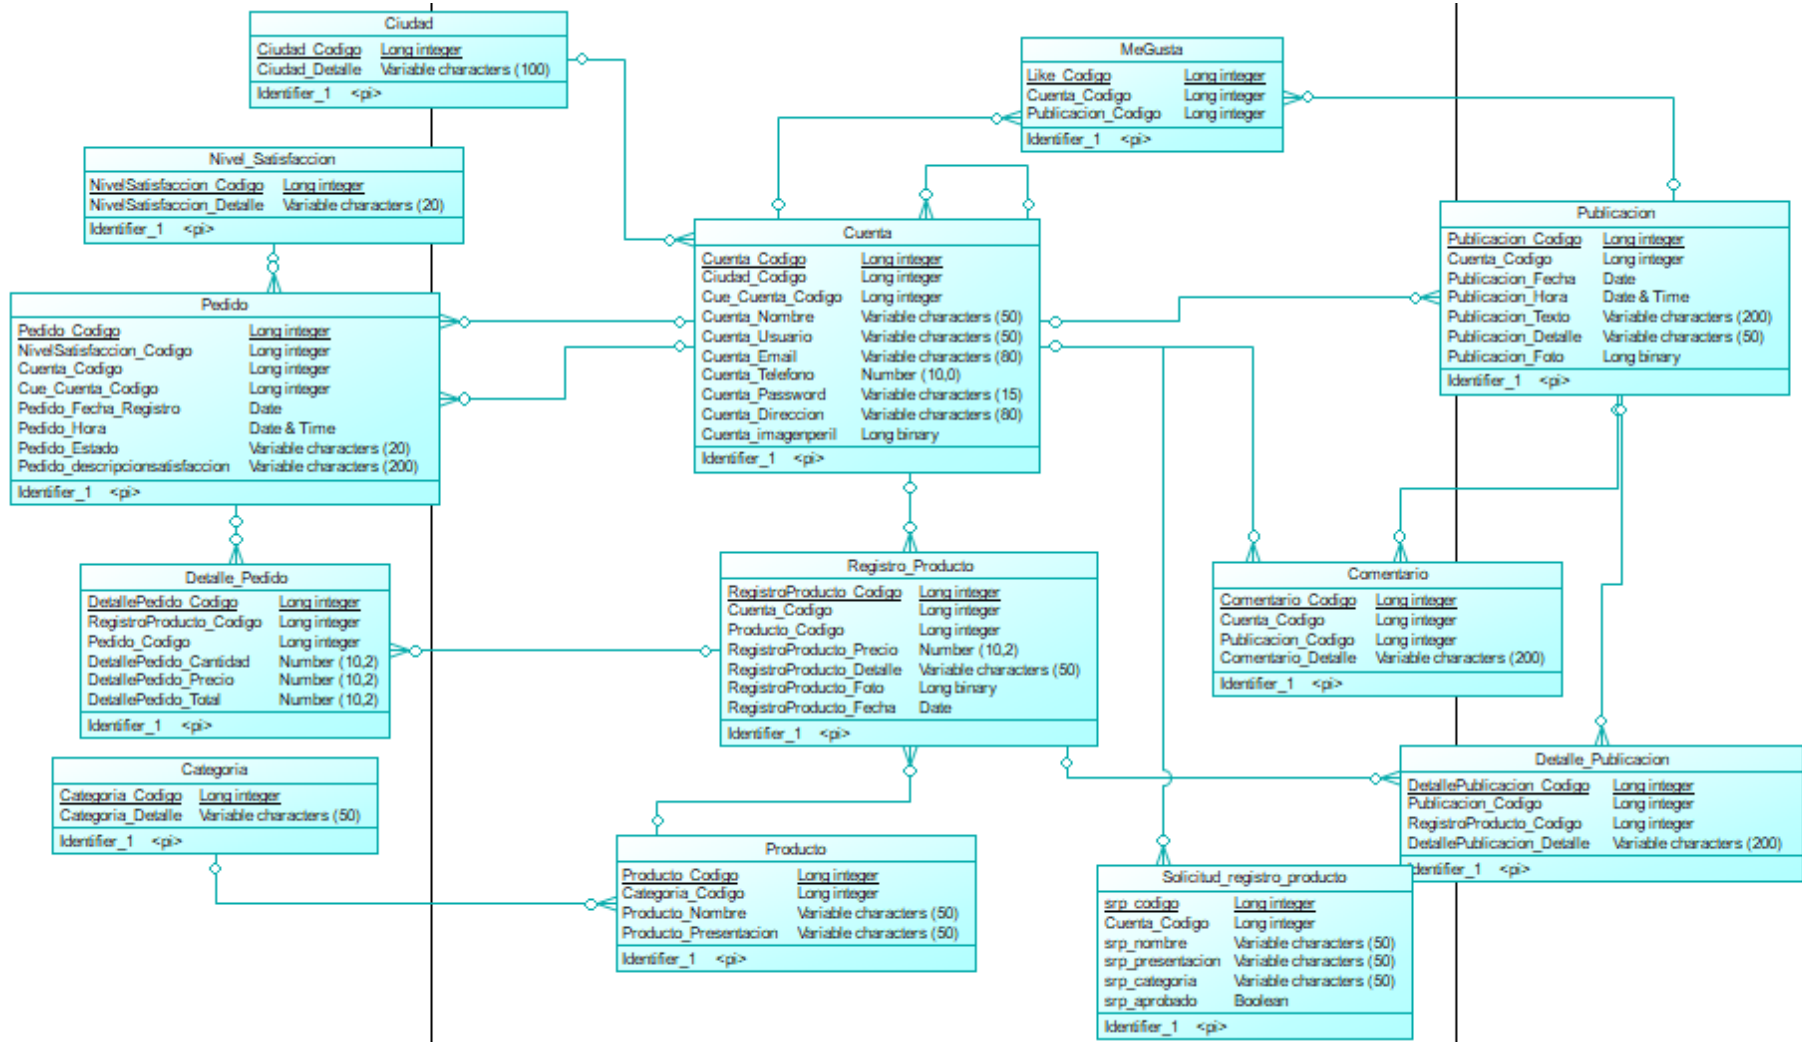 Ciudad
Ciudad_Codigo Long integer
Ciudad_Detalle Variable characters (100)
Identifier_1 <pi>
MeGusta
Like_Codigo Long integer
Cuenta_Codigo Long integer
Publicacion_Codigo Long integer
Identifier_1 <pi>
Nivel_Satisfaccion
NivelSatisfaccion_Codigo Long integer
NivelSatisfaccion_Detalle Variable characters (20)
Identifier_1 <pi>
Cuenta
Cuenta_Codigo Long integer
Ciudad_Codigo Long integer
Cue_Cuenta_Codigo Long integer
Cuenta_Nombre Variable characters (50)
Cuenta_Usuario Variable characters (50)
Cuenta_Email Variable characters (80)
Cuenta_Telefono Number (10,0)
Cuenta_Password Variable characters (15)
Cuenta_Direccion Variable characters (80)
Cuenta_imagenperil Long binary
Identifier_1 <pi>
Publicacion
Publicacion_Codigo Long integer
Cuenta_Codigo Long integer
Publicacion_Fecha Date
Publicacion_Hora Date & Time
Publicacion_Texto Variable characters (200)
Publicacion_Detalle Variable characters (50)
Publicacion_Foto Long binary
Identifier_1 <pi>
Pedido
Pedido_Codigo Long integer
NivelSatisfaccion_Codigo Long integer
Cuenta_Codigo Long integer
Cue_Cuenta_Codigo Long integer
Pedido_Fecha_Registro Date
Pedido_Hora Date & Time
Pedido_Estado Variable characters (20)
Pedido_descripcionsatisfaccion Variable characters (200)
Identifier_1 <pi>
Detalle_Pedido
DetallePedido_Codigo Long integer
RegistroProducto_Codigo Long integer
Pedido_Codigo Long integer
DetallePedido_Cantidad Number (10,2)
DetallePedido_Precio Number (10,2)
DetallePedido_Total Number (10,2)
Identifier_1 <pi>
Registro_Producto
RegistroProducto_Codigo Long integer
Cuenta_Codigo Long integer
Producto_Codigo Long integer
RegistroProducto_Precio Number (10,2)
RegistroProducto_Detalle Variable characters (50)
RegistroProducto_Foto Long binary
RegistroProducto_Fecha Date
Identifier_1 <pi>
Comentario
Comentario_Codigo Long integer
Cuenta_Codigo Long integer
Publicacion_Codigo Long integer
Comentario_Detalle Variable characters (200)
Identifier_1 <pi>
Categoria
Categoria_Codigo Long integer
Categoria_Detalle Variable characters (50)
Identifier_1 <pi>
Detalle_Publicacion
DetallePublicacion_Codigo Long integer
Publicacion_Codigo Long integer
RegistroProducto_Codigo Long integer
DetallePublicacion_Detalle Variable characters (200)
dentifier_1 <pi>
Producto
Producto_Codigo Long integer
Categoria_Codigo Long integer
Producto_Nombre Variable characters (50)
Producto_Presentacion Variable characters (50)
Identifier_1 <pi>
Solicitud_registro_producto
srp_codigo Long integer
Cuenta_Codigo Long integer
srp_nombre Variable characters (50)
srp_presentacion Variable characters (50)
srp_categoria Variable characters (50)
srp_aprobado Boolean
Identifier_1 <pi>